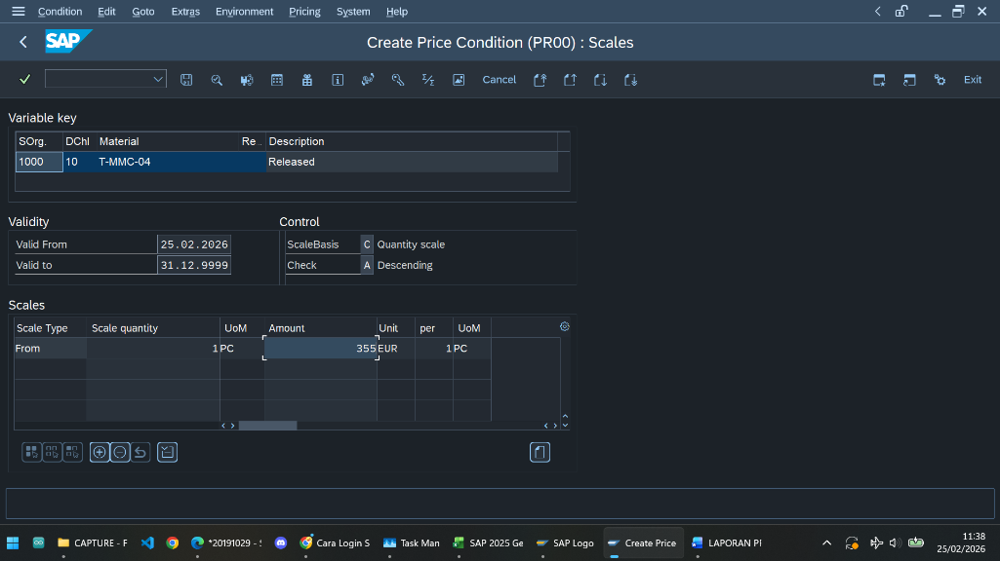 Condition Edit Goto Extras Environment Pricing System Help
SAP Create Price Condition (PR00) : Scales
Cancel Exit
Variable key
SOrg. DChl Material Re.. Description
1000 10 T-MMC-04 Released
Validity Control
Valid From 25.02.2026 ScaleBasis C Quantity scale
Valid to 31.12.9999 Check A Descending
Scales
Scale Type Scale quantity UoM Amount Unit per UoM
From 1 PC 355 EUR 1 PC
CAPTURE - F *20191029 - Cara Login S Task Man SAP 2025 Ge SAP Logo Create Price LAPORAN PI
11:38
25/02/2026